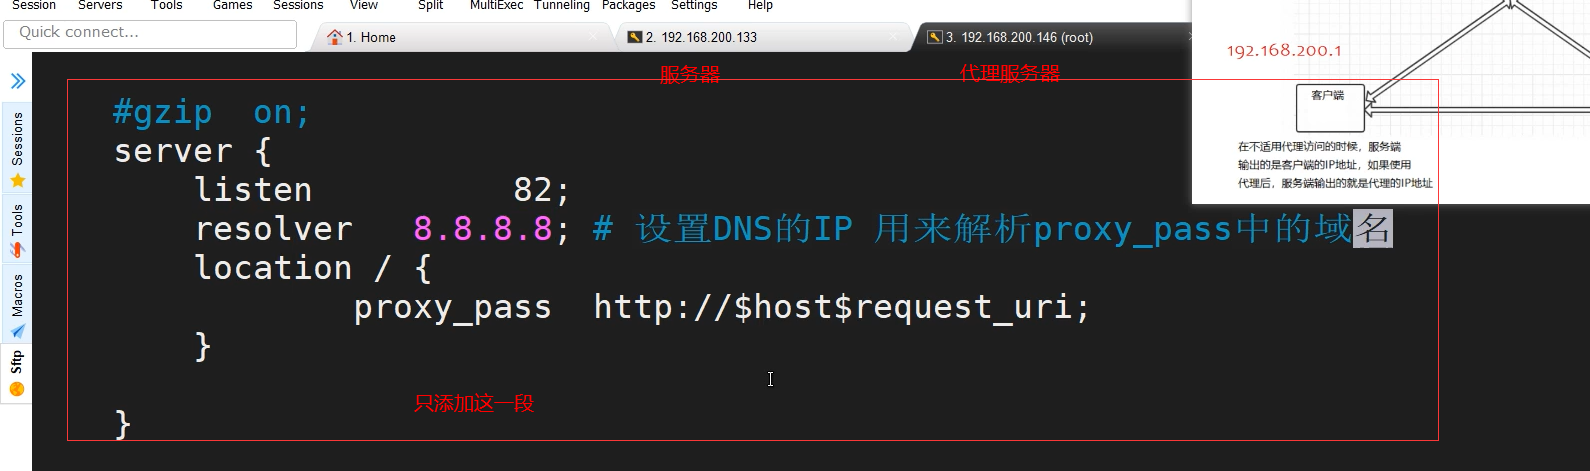 Session Servers Tools Games Sessions View Split MultiExec Tunneling Packages Settings Help
Quick connect...
1. Home
2. 192.168.200.133
3. 192.168.200.146 (root)
服务器
代理服务器
192.168.200.1
客户端
在不适用代理访问的时候，服务端
输出的是客户端的IP地址，如果使用
代理后，服务端输出的就是代理的IP地址
Sessions
Tools
Macros
Sftp
#gzip on;
server {
listen 82;
resolver 8.8.8.8; # 设置DNS的IP 用来解析proxy_pass中的域名
location / {
proxy_pass http://$host$request_uri;
}
只添加这一段
}